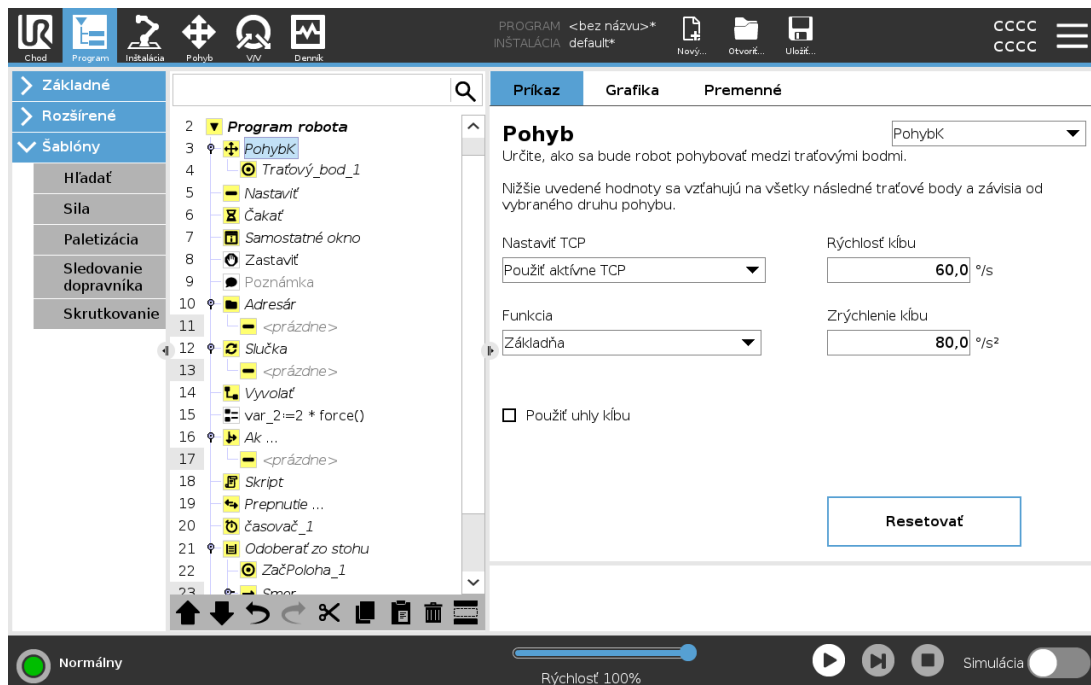 Chod
Program
Inštalácia
Pohyb
V/V
Denník
PROGRAM <bez názvu>*
INŠTALÁCIA default*
Nový...
Otvoriť...
Uložiť...
CCCC
CCCC
Základné
Rozšírené
Šablóny
Hľadať
Sila
Paletizácia
Sledovanie
dopravníka
Skrutkovanie
2 Program robota
3 PohybK
4 Traťový_bod_1
5 Nastaviť
6 Čakať
7 Samostatné okno
8 Zastaviť
9 Poznámka
10 Adresár
11 <prázdne>
12 Slučka
13 <prázdne>
14 Vyvolať
15 var_2:=2 * force()
16 Ak ...
17 <prázdne>
18 Skript
19 Prepnutie ...
20 časovač_1
21 Odoberať zo stohu
22 ZačPoloha_1
23 Smer
Príkaz
Grafika
Premenné
Pohyb
PohybK
Určite, ako sa bude robot pohybovať medzi traťovými bodmi.
Nižšie uvedené hodnoty sa vzťahujú na všetky následné traťové body a závisia od
vybraného druhu pohybu.
Nastaviť TCP
Použiť aktívne TCP
Rýchlosť kĺbu
60,0 °/s
Funkcia
Základňa
Zrýchlenie kĺbu
80,0 °/s²
Použiť uhly kĺbu
Resetovať
Normálny
Rýchlosť 100%
Simulácia